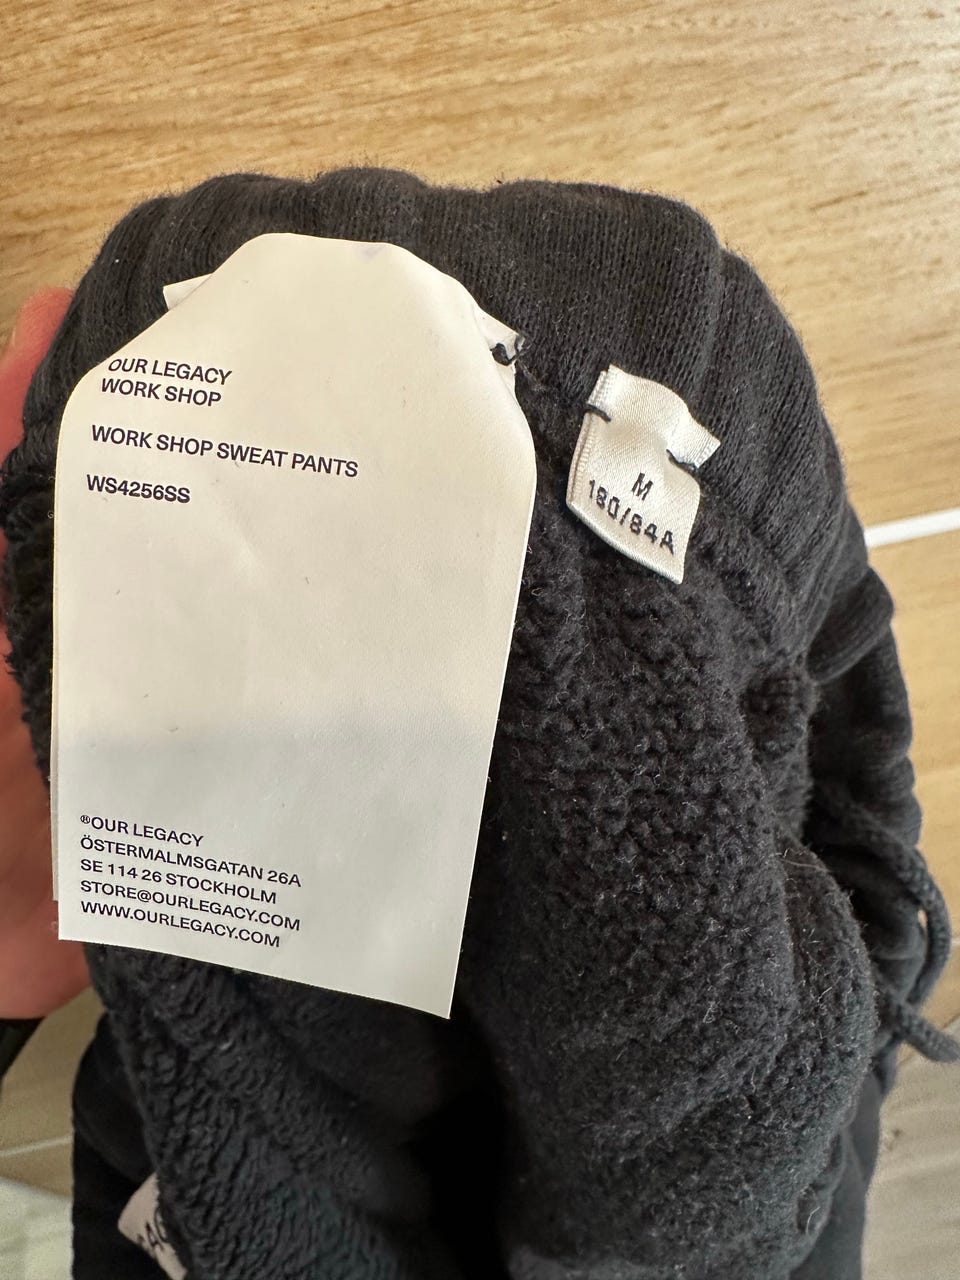 OUR LEGACY
WORK SHOP
WORK SHOP SWEAT PANTS
WS4256SS
®OUR LEGACY
ÖSTERMALMSGATAN 26A
SE 114 26 STOCKHOLM
STORE@OURLEGACY.COM
WWW.OURLEGACY.COM
M
180/84A